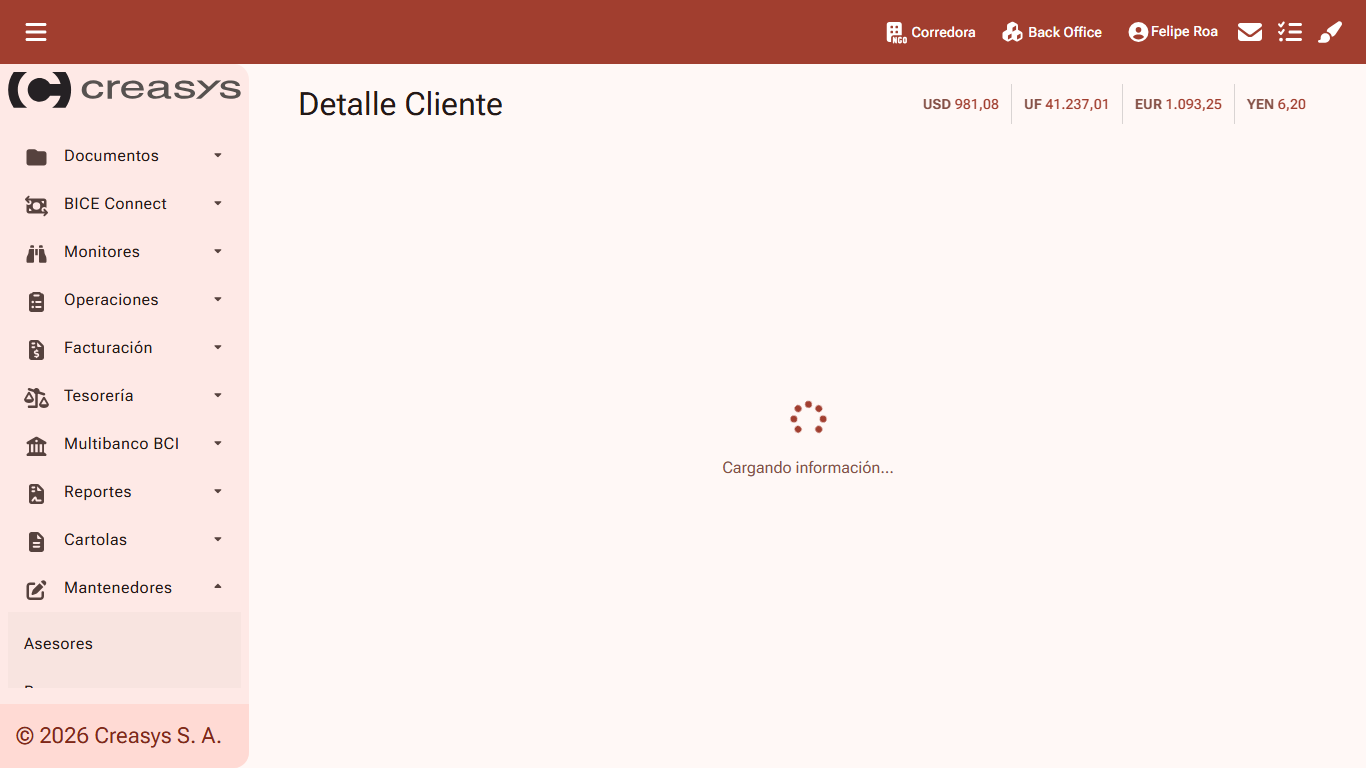 NGO Corredora
Back Office
Felipe Roa
creasys
Detalle Cliente
USD 981,08
UF 41.237,01
EUR 1.093,25
YEN 6,20
Documentos
BICE Connect
Monitores
Operaciones
Facturación
Tesorería
Multibanco BCI
Reportes
Cartolas
Mantenedores
Asesores
Cargando información...
© 2026 Creasys S. A.